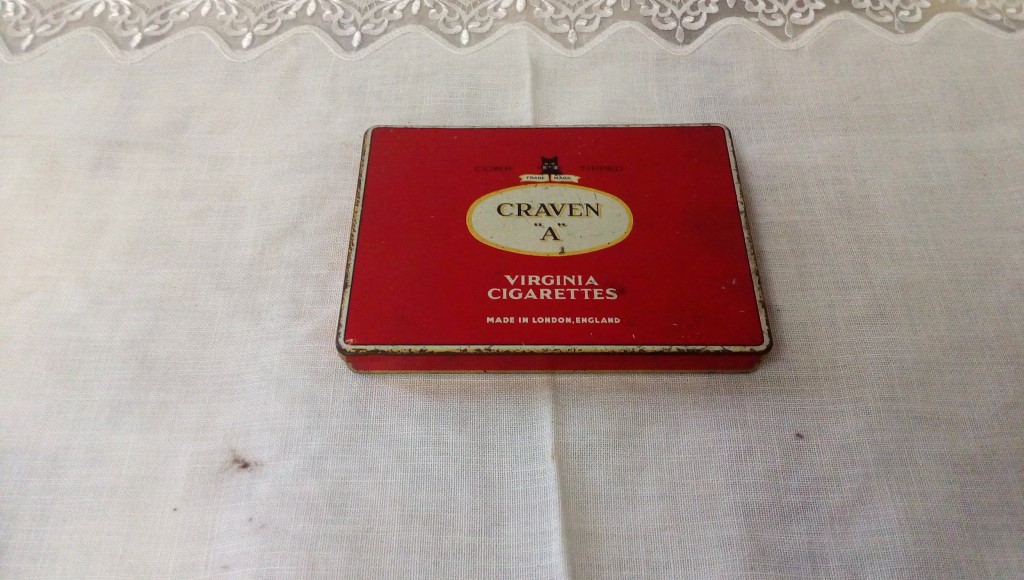 CORK TIPPED
TRADE MARK
CRAVEN
"A"
VIRGINIA
CIGARETTES
MADE IN LONDON, ENGLAND